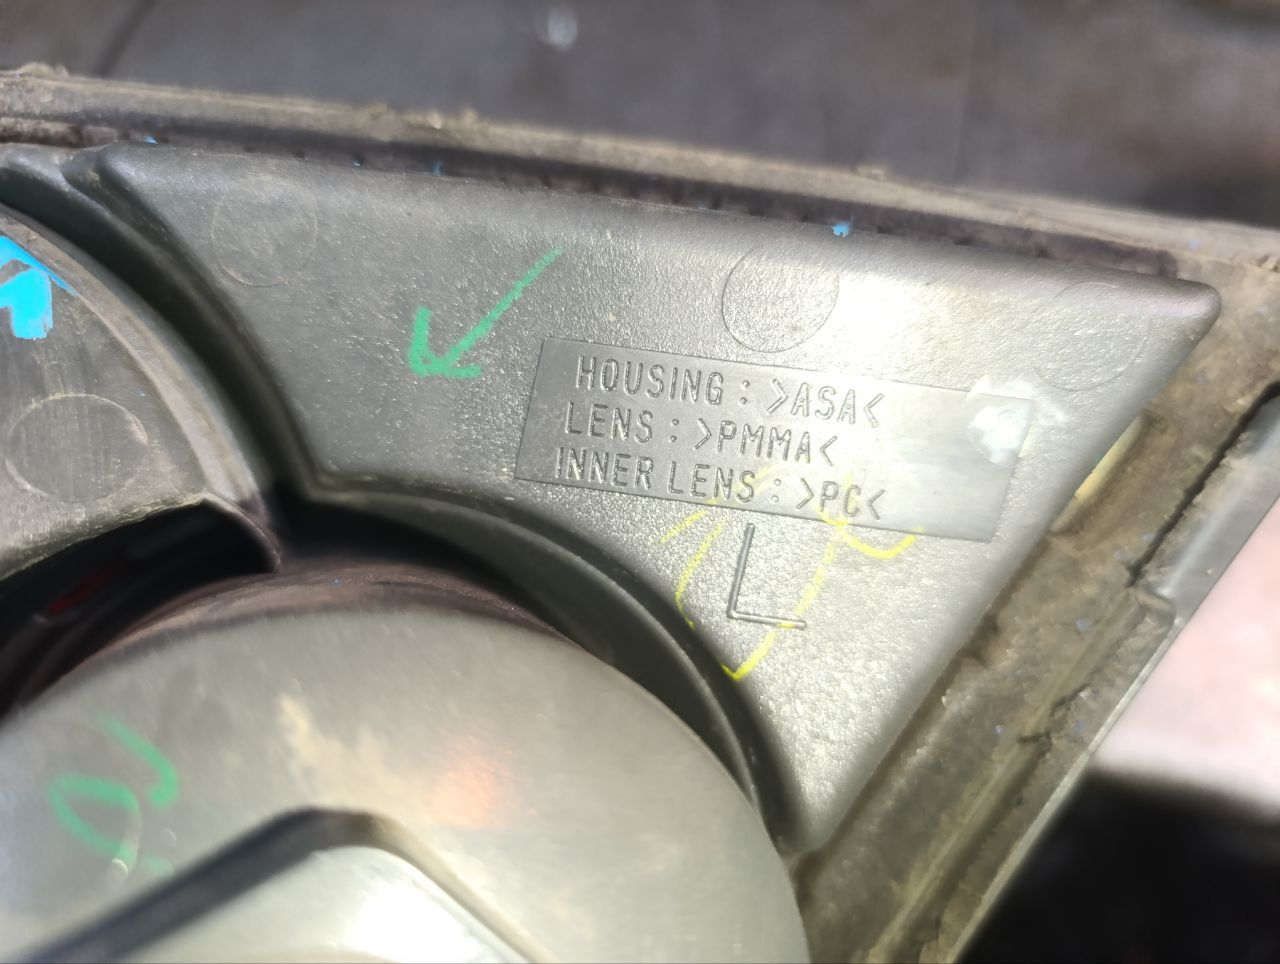 HOUSING : >ASA<
LENS : >PMMA<
INNER LENS : >PC<
L